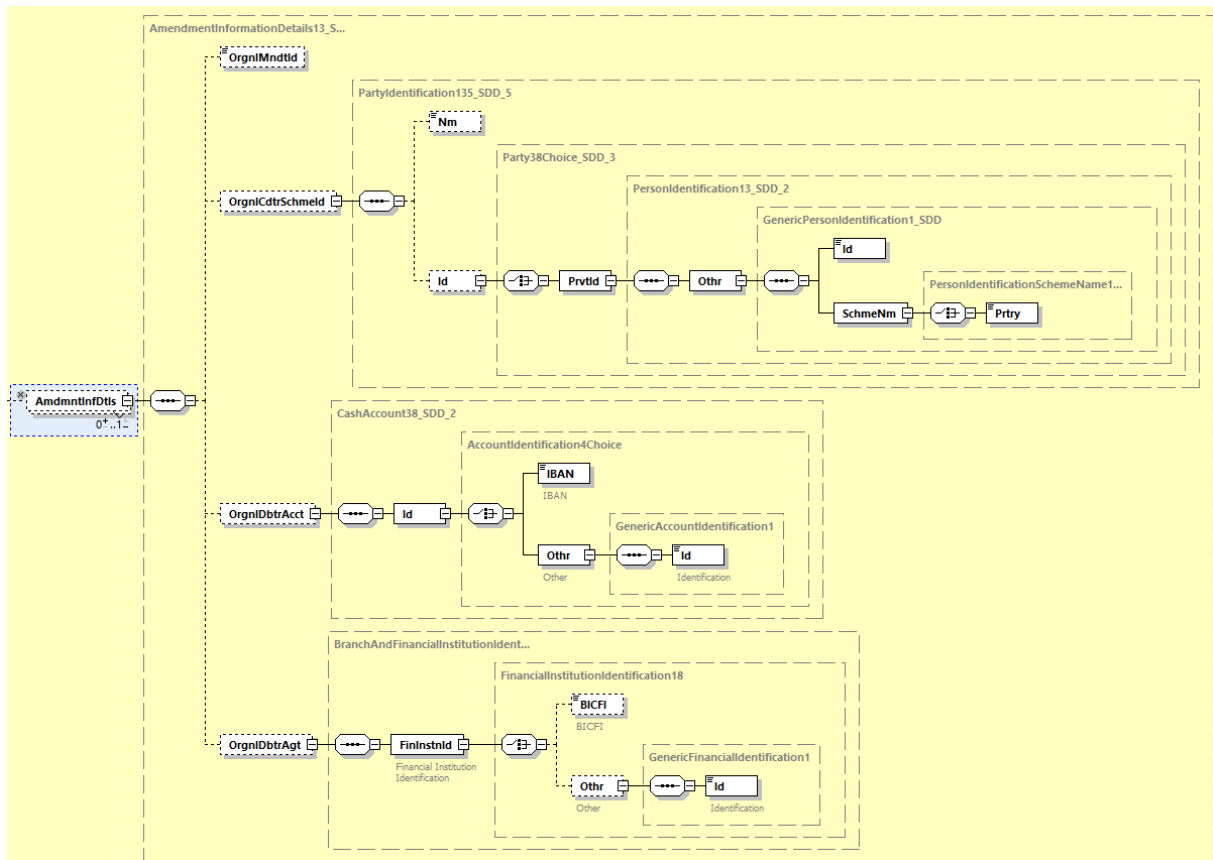 AmendmentInformationDetails13_S...
OrgnlMndtId
PartyIdentification135_SDD_5
Nm
Party38Choice_SDD_3
PersonIdentification13_SDD_2
GenericPersonIdentification1_SDD
Id
OrgnlCdtrSchmeId
Id
PrvtId
Othr
PersonIdentificationSchemeName1...
SchmeNm
Prtry
AmdmntInfDtls
0+..1
CashAccount38_SDD_2
AccountIdentification4Choice
IBAN
IBAN
OrgnlDbtrAcct
Id
GenericAccountIdentification1
Othr
Id
Other
Identification
BranchAndFinancialInstitutionIdent...
FinancialInstitutionIdentification18
BICFI
BICFI
OrgnlDbtrAgt
FinInstnId
Financial Institution
Identification
GenericFinancialIdentification1
Othr
Id
Other
Identification